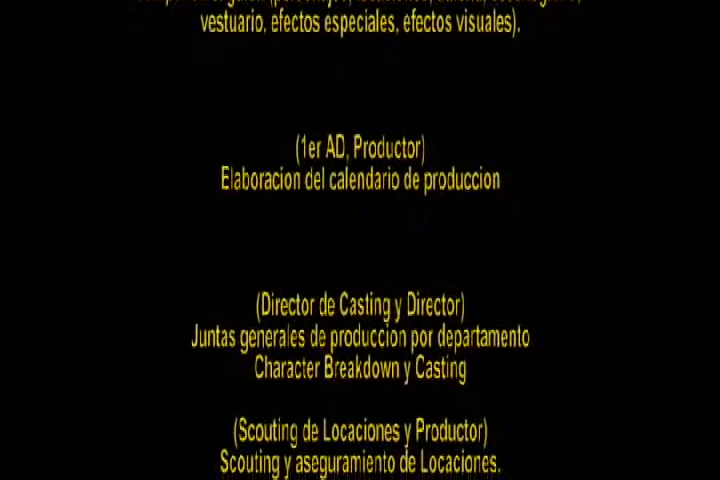 vestuario, efectos especiales, efectos visuales).
(1er AD, Productor)
Elaboracion del calendario de produccion
(Director de Casting y Director)
Juntas generales de produccion por departamento
Character Breakdown y Casting
(Scouting de Locaciones y Productor)
Scouting y aseguramiento de Locaciones.